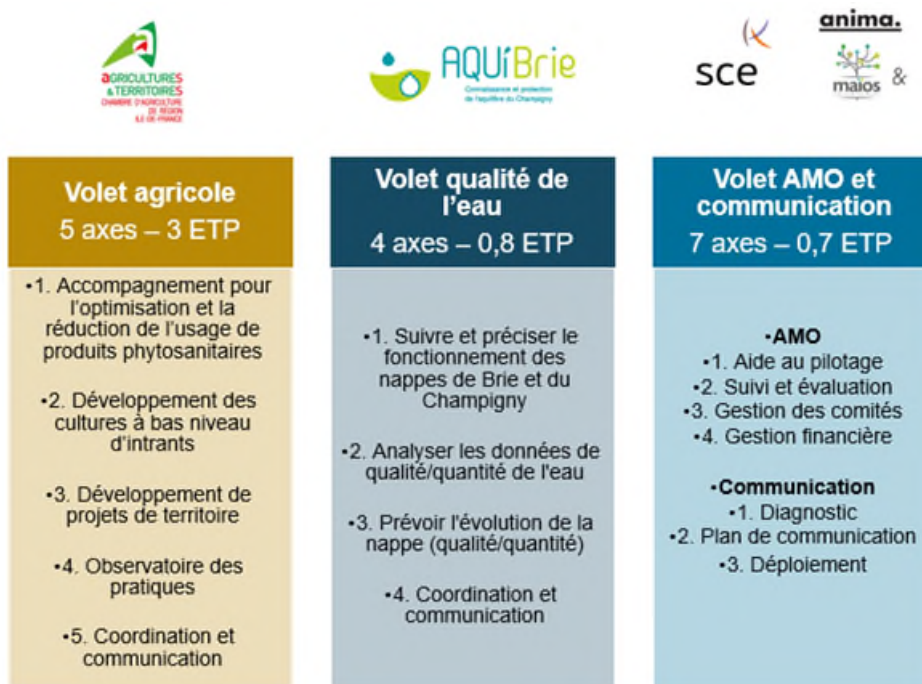 aGRICULTURES
& TERRITOIRES
CHAMBRE D'AGRICULTURE
DE RÉGION
ILE-DE-FRANCE
AQUiBrie
Connaissance et protection
de l'équilibre du Champigny
sce
anima.
maios &
Volet agricole
5 axes – 3 ETP
•1. Accompagnement pour
l'optimisation et la
réduction de l'usage de
produits phytosanitaires
•2. Développement des
cultures à bas niveau
d'intrants
•3. Développement de
projets de territoire
•4. Observatoire des
pratiques
•5. Coordination et
communication
Volet qualité de
l'eau
4 axes – 0,8 ETP
•1. Suivre et préciser le
fonctionnement des
nappes de Brie et du
Champigny
•2. Analyser les données de
qualité/quantité de l'eau
•3. Prévoir l'évolution de la
nappe (qualité/quantité)
•4. Coordination et
communication
Volet AMO et
communication
7 axes – 0,7 ETP
•AMO
•1. Aide au pilotage
•2. Suivi et évaluation
•3. Gestion des comités
•4. Gestion financière
•Communication
•1. Diagnostic
•2. Plan de communication
•3. Déploiement